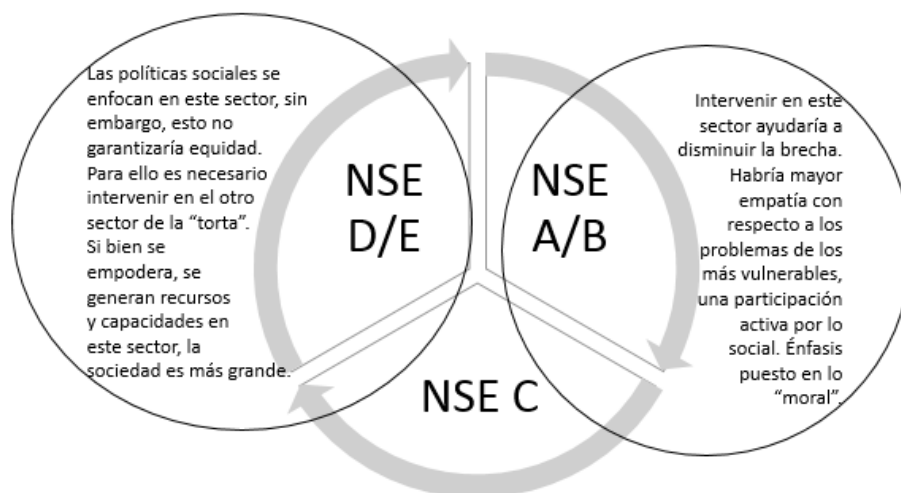 Las políticas sociales se
enfocan en este sector, sin
embargo, esto no
garantizaría equidad.
Para ello es necesario
intervenir en el otro
sector de la “torta”.
Si bien se
empodera, se
generan recursos
y capacidades en
este sector, la
sociedad es más grande.
NSE
D/E
NSE
A/B
NSE C
Intervenir en este
sector ayudaría a
disminuir la brecha.
Habría mayor
empatía con
respecto a los
problemas de los
más vulnerables,
una participación
activa por lo
social. Énfasis
puesto en lo
“moral”.